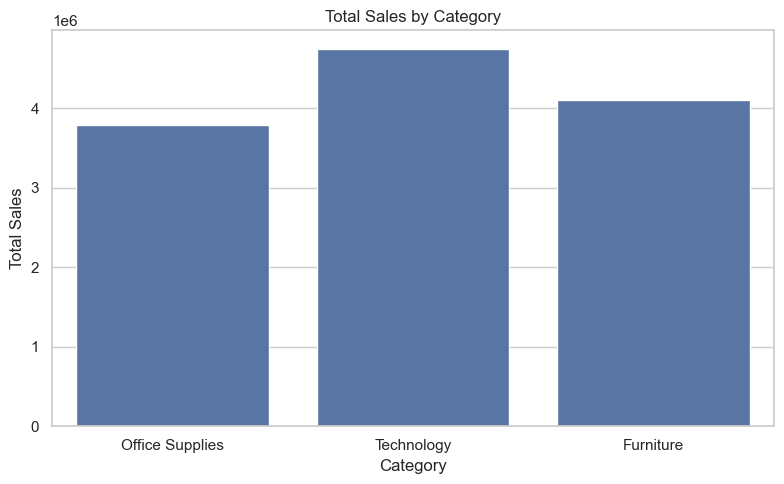 Total Sales by Category
1e6
4
3
2
1
0
Total Sales
Office Supplies
Technology
Furniture
Category